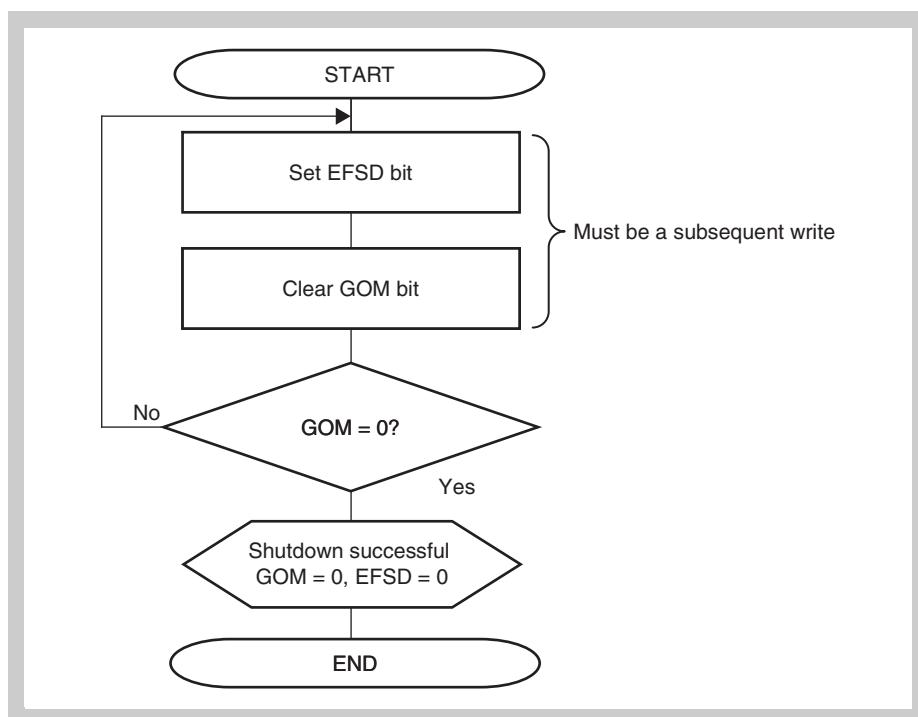 START
Set EFSD bit
Must be a subsequent write
Clear GOM bit
No
GOM = 0?
Yes
Shutdown successful
GOM = 0, EFSD = 0
END